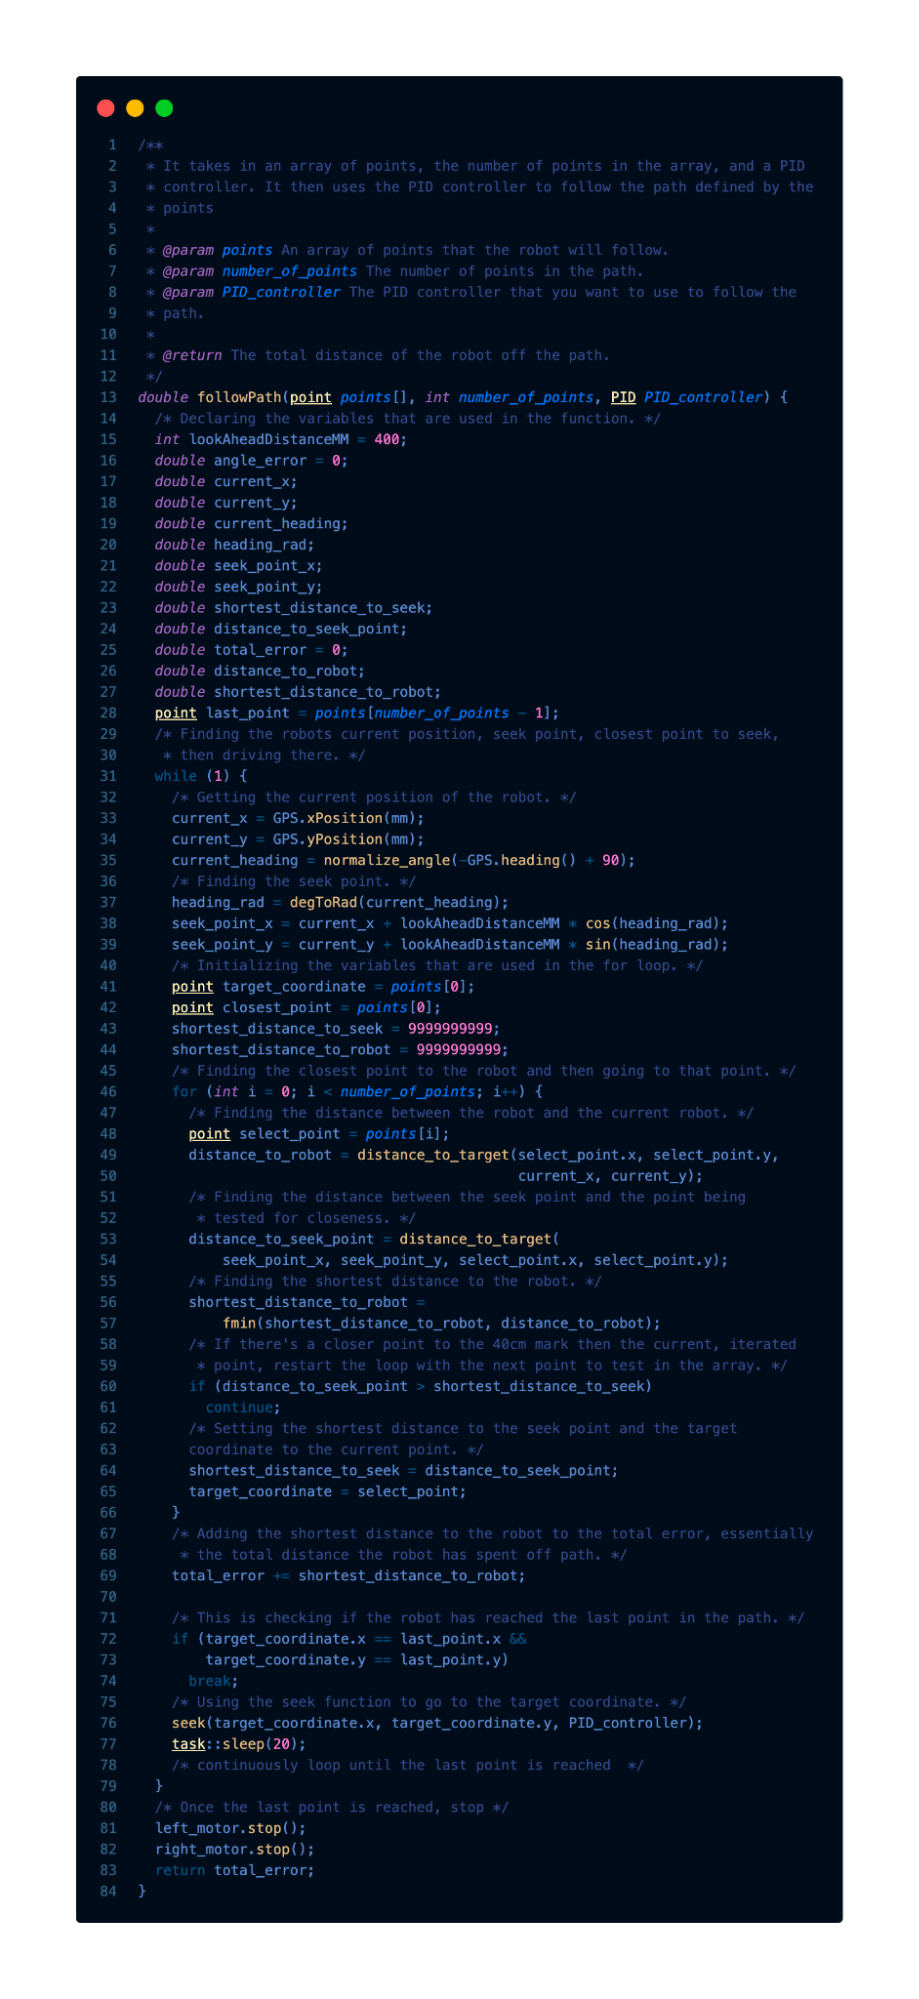 1 /**
2  * It takes in an array of points, the number of points in the array, and a PID
3  * controller. It then uses the PID controller to follow the path defined by the
4  * points
5  *
6  * @param points An array of points that the robot will follow.
7  * @param number_of_points The number of points in the path.
8  * @param PID_controller The PID controller that you want to use to follow the
9  * path.
10  *
11  * @return The total distance of the robot off the path.
12  */
13 double followPath(point points[], int number_of_points, PID PID_controller) {
14   /* Declaring the variables that are used in the function. */
15   int lookAheadDistanceMM = 400;
16   double angle_error = 0;
17   double current_x;
18   double current_y;
19   double current_heading;
20   double heading_rad;
21   double seek_point_x;
22   double seek_point_y;
23   double shortest_distance_to_seek;
24   double distance_to_seek_point;
25   double total_error = 0;
26   double distance_to_robot;
27   double shortest_distance_to_robot;
28   point last_point = points[number_of_points - 1];
29   /* Finding the robots current position, seek point, closest point to seek,
30    * then driving there. */
31   while (1) {
32     /* Getting the current position of the robot. */
33     current_x = GPS.xPosition(mm);
34     current_y = GPS.yPosition(mm);
35     current_heading = normalize_angle(-GPS.heading() + 90);
36     /* Finding the seek point. */
37     heading_rad = degToRad(current_heading);
38     seek_point_x = current_x + lookAheadDistanceMM * cos(heading_rad);
39     seek_point_y = current_y + lookAheadDistanceMM * sin(heading_rad);
40     /* Initializing the variables that are used in the for loop. */
41     point target_coordinate = points[0];
42     point closest_point = points[0];
43     shortest_distance_to_seek = 9999999999;
44     shortest_distance_to_robot = 9999999999;
45     /* Finding the closest point to the robot and then going to that point. */
46     for (int i = 0; i < number_of_points; i++) {
47       /* Finding the distance between the robot and the current robot. */
48       point select_point = points[i];
49       distance_to_robot = distance_to_target(select_point.x, select_point.y,
50                                              current_x, current_y);
51       /* Finding the distance between the seek point and the point being
52        * tested for closeness. */
53       distance_to_seek_point = distance_to_target(
54           seek_point_x, seek_point_y, select_point.x, select_point.y);
55       /* Finding the shortest distance to the robot. */
56       shortest_distance_to_robot =
57           fmin(shortest_distance_to_robot, distance_to_robot);
58       /* If there's a closer point to the 40cm mark then the current, iterated
59        * point, restart the loop with the next point to test in the array. */
60       if (distance_to_seek_point > shortest_distance_to_seek)
61         continue;
62       /* Setting the shortest distance to the seek point and the target
63       coordinate to the current point. */
64       shortest_distance_to_seek = distance_to_seek_point;
65       target_coordinate = select_point;
66     }
67     /* Adding the shortest distance to the robot to the total error, essentially
68      * the total distance the robot has spent off path. */
69     total_error += shortest_distance_to_robot;
70
71     /* This is checking if the robot has reached the last point in the path. */
72     if (target_coordinate.x == last_point.x &&
73         target_coordinate.y == last_point.y)
74       break;
75     /* Using the seek function to go to the target coordinate. */
76     seek(target_coordinate.x, target_coordinate.y, PID_controller);
77     task::sleep(20);
78     /* continuously loop until the last point is reached  */
79   }
80   /* Once the last point is reached, stop */
81   left_motor.stop();
82   right_motor.stop();
83   return total_error;
84 }